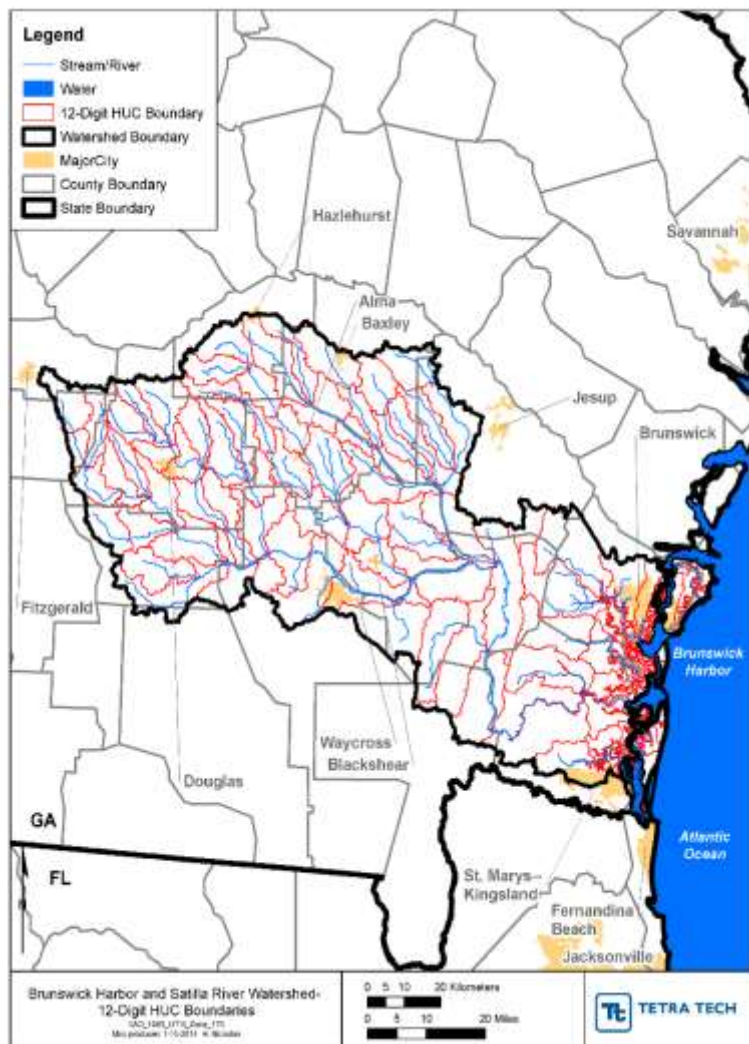 Legend
Stream/River
Water
12-Digit HUC Boundary
Watershed Boundary
MajorCity
County Boundary
State Boundary
Hazlehurst
Savannah
Alma
Baxley
Jesup
Brunswick
Fitzgerald
Brunswick
Harbor
Waycross
Blackshear
Douglas
GA
Atlantic
Ocean
FL
St. Marys--
Kingsland
Fernandina
Beach
Jacksonville
Brunswick Harbor and Satilla River Watershed-
12-Digit HUC Boundaries
0 5 10 20 Kilometers
0 5 10 20 Miles
Tt TETRA TECH